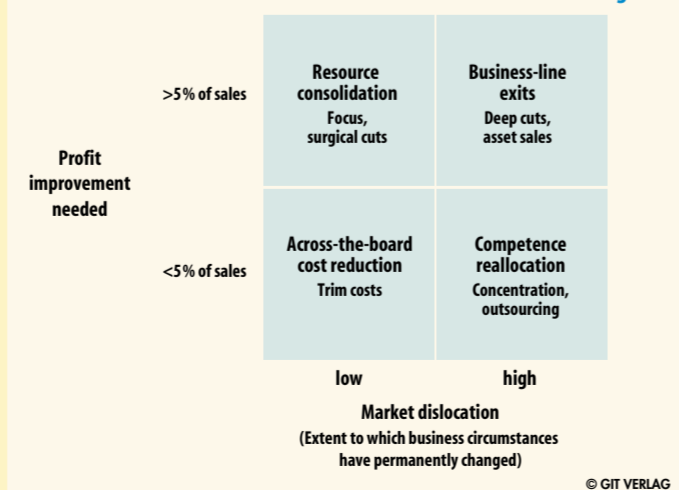 Resource
consolidation
Focus,
surgical cuts
Business-line
exits
Deep cuts,
asset sales
>5% of sales
Profit
improvement
needed
Across-the-board
cost reduction
Trim costs
Competence
reallocation
Concentration,
outsourcing
<5% of sales
low
high
Market dislocation
(Extent to which business circumstances
have permanently changed)
© GIT VERLAG